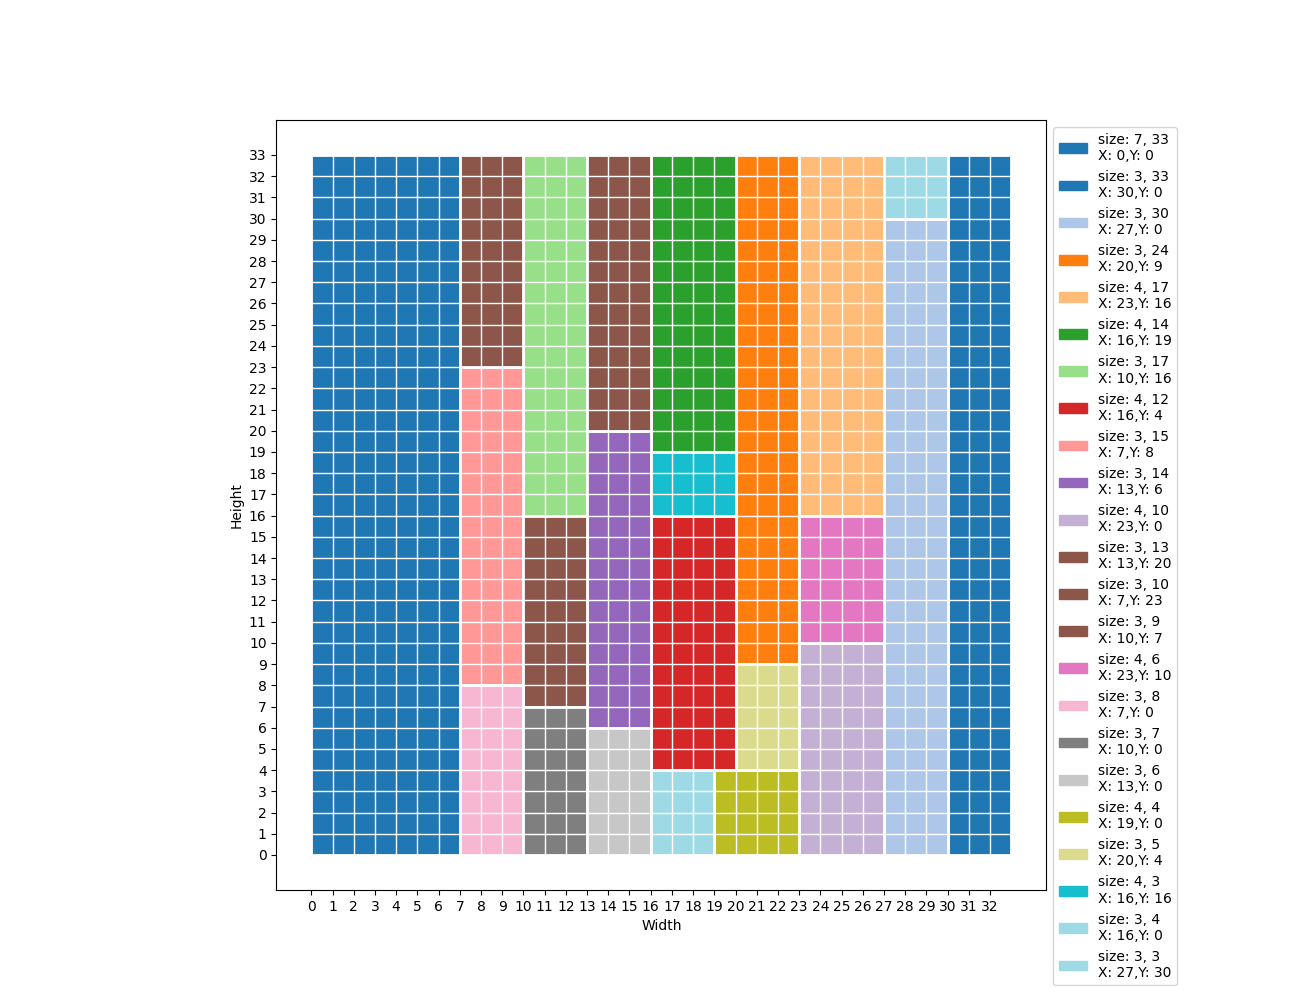 33
32
31
30
29
28
27
26
25
24
23
22
21
20
19
18
17
16
15
14
13
12
11
10
9
8
7
6
5
4
3
2
1
0
Height
0 1 2 3 4 5 6 7 8 9 10 11 12 13 14 15 16 17 18 19 20 21 22 23 24 25 26 27 28 29 30 31 32
Width
size: 7, 33
X: 0,Y: 0
size: 3, 33
X: 30,Y: 0
size: 3, 30
X: 27,Y: 0
size: 3, 24
X: 20,Y: 9
size: 4, 17
X: 23,Y: 16
size: 4, 14
X: 16,Y: 19
size: 3, 17
X: 10,Y: 16
size: 4, 12
X: 16,Y: 4
size: 3, 15
X: 7,Y: 8
size: 3, 14
X: 13,Y: 6
size: 4, 10
X: 23,Y: 0
size: 3, 13
X: 13,Y: 20
size: 3, 10
X: 7,Y: 23
size: 3, 9
X: 10,Y: 7
size: 4, 6
X: 23,Y: 10
size: 3, 8
X: 7,Y: 0
size: 3, 7
X: 10,Y: 0
size: 3, 6
X: 13,Y: 0
size: 4, 4
X: 19,Y: 0
size: 3, 5
X: 20,Y: 4
size: 4, 3
X: 16,Y: 16
size: 3, 4
X: 16,Y: 0
size: 3, 3
X: 27,Y: 30